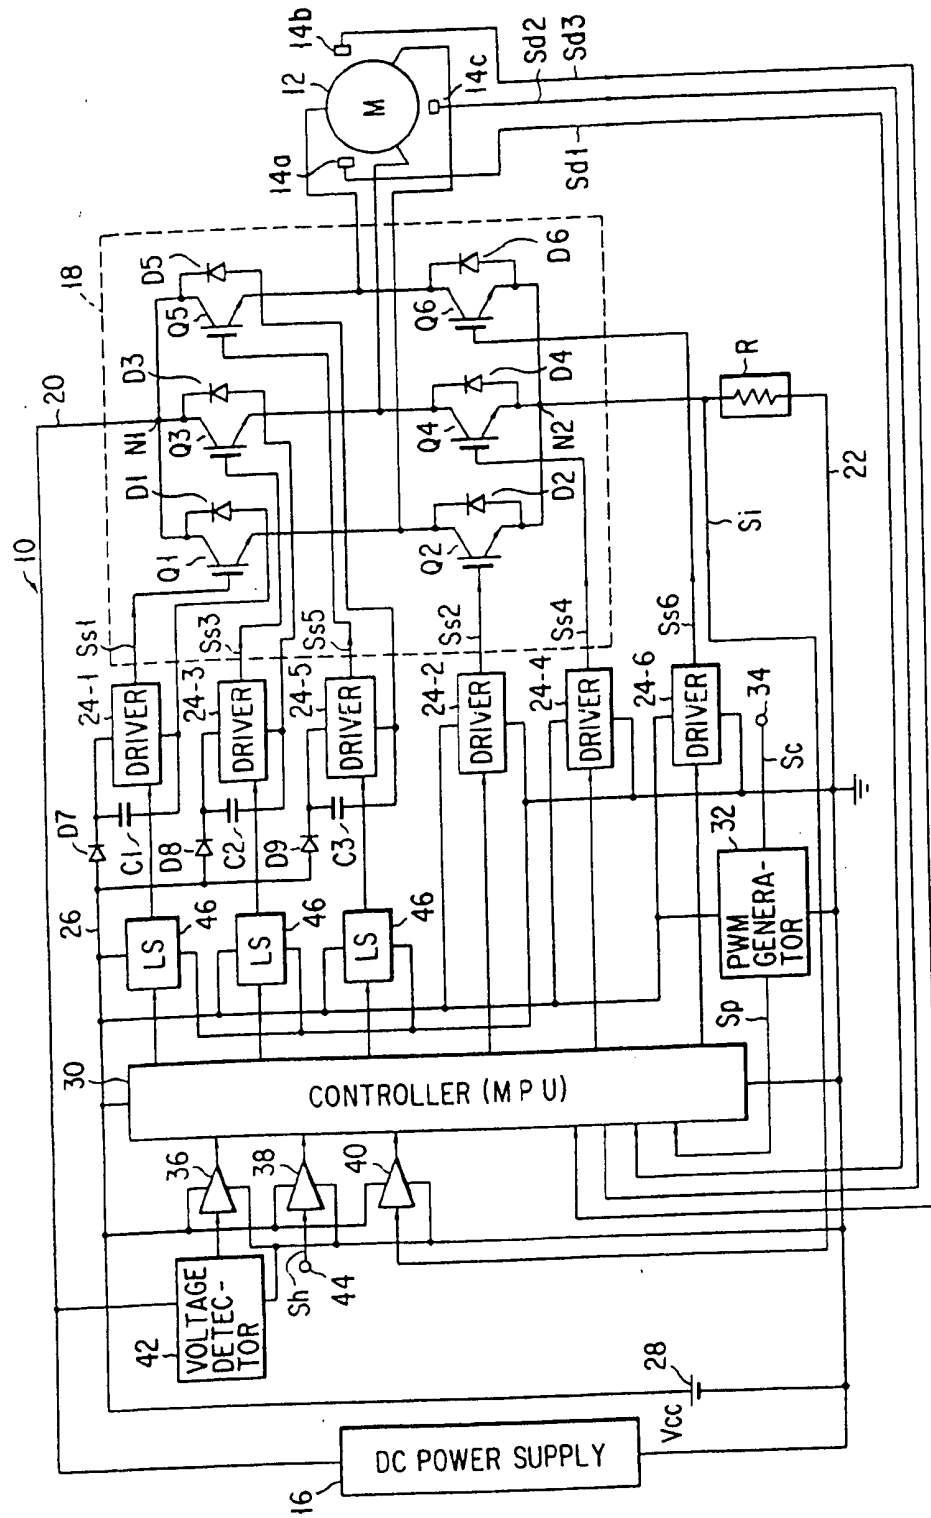 10
20
18
12
14b
14a
14c
M
Sd2
Sd3
Sd1
N1
D1
D3
D5
Q1
Q3
Q5
Q2
Q4
Q6
D2
D4
D6
N2
R
22
Si
Ss1
Ss3
Ss5
Ss2
Ss4
Ss6
24-1
DRIVER
24-3
DRIVER
24-5
DRIVER
24-2
DRIVER
24-4
DRIVER
24-6
DRIVER
34
Sc
D7
C1
D8
C2
D9
C3
26
LS
46
LS
46
LS
46
32
PWM
GENERA-
TOR
Sp
30
CONTROLLER (MPU)
36
38
40
42
VOLTAGE
DETEC-
TOR
Sh
44
28
Vcc
16
DC POWER SUPPLY